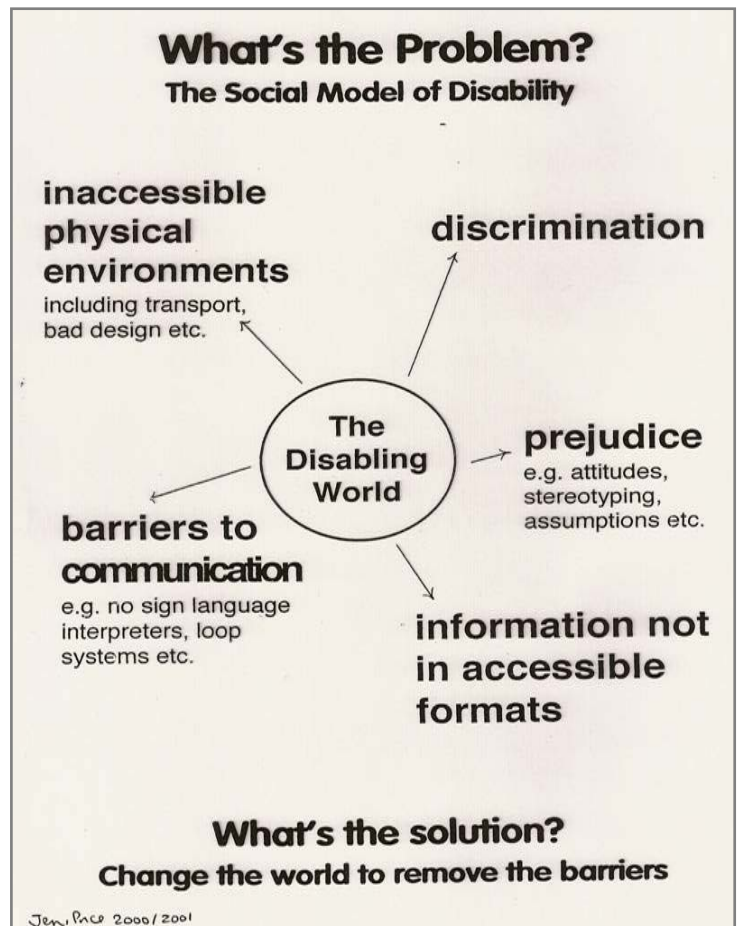 What's the Problem?
The Social Model of Disability
inaccessible
physical
environments
including transport,
bad design etc.
discrimination
The
Disabling
World
prejudice
e.g. attitudes,
stereotyping,
assumptions etc.
barriers to
communication
e.g. no sign language
interpreters, loop
systems etc.
information not
in accessible
formats
What's the solution?
Change the world to remove the barriers
2000/2001